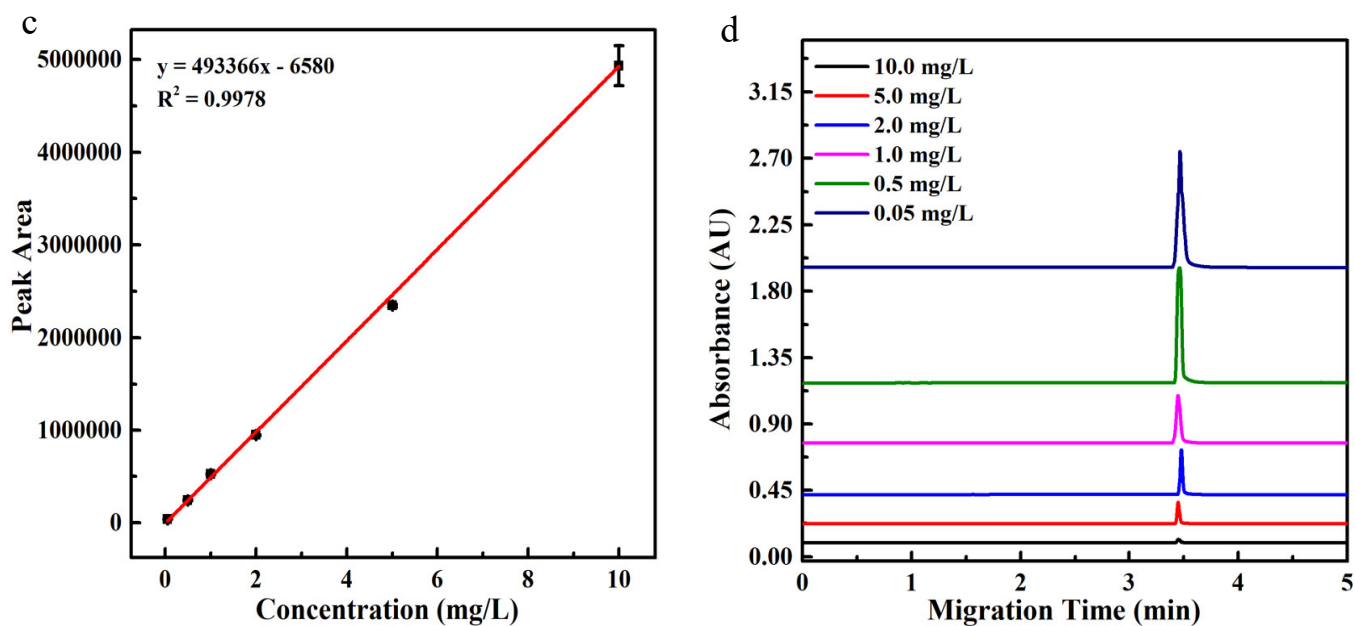 c
y = 493366x - 6580
R² = 0.9978
5000000
4000000
3000000
2000000
1000000
0
Peak Area
0 2 4 6 8 10
Concentration (mg/L)
d
10.0 mg/L
5.0 mg/L
2.0 mg/L
1.0 mg/L
0.5 mg/L
0.05 mg/L
3.15
2.70
2.25
1.80
1.35
0.90
0.45
0.00
Absorbance (AU)
0 1 2 3 4 5
Migration Time (min)